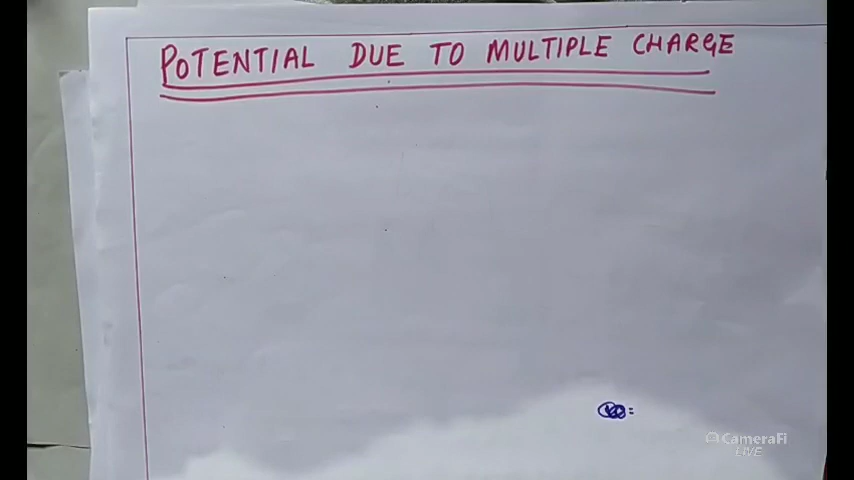 POTENTIAL DUE TO MULTIPLE CHARGE
=
CameraFi
LIVE